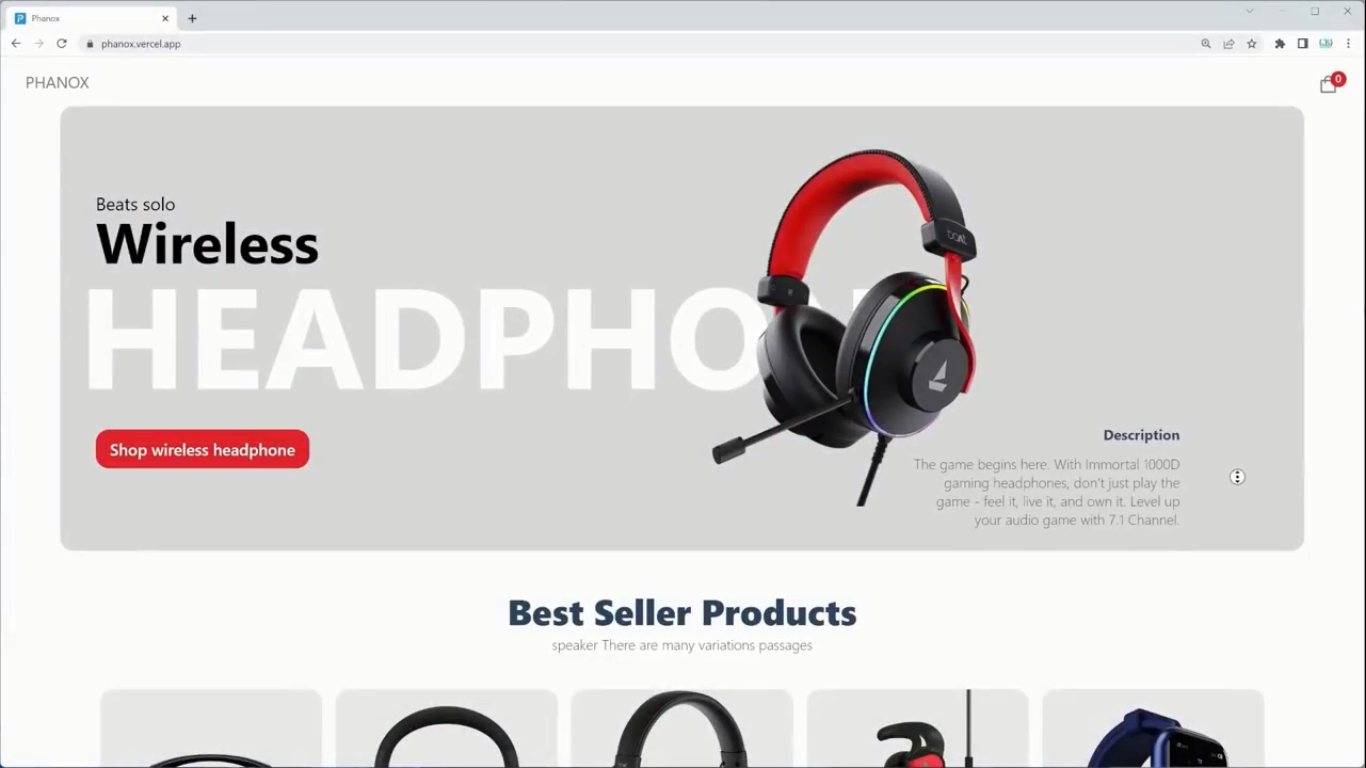 Phanox
phanox.vercel.app
PHANOX
0
Beats solo
Wireless
HEADPHON
boAt
Shop wireless headphone
Description
The game begins here. With Immortal 1000D
gaming headphones, don't just play the
game - feel it, live it, and own it. Level up
your audio game with 7.1 Channel.
Best Seller Products
speaker There are many variations passages